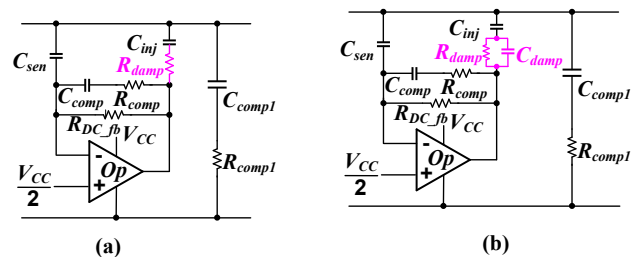 C_sen
C_inj
R_damp
C_comp
R_comp
C_comp1
R_DC_fb
V_CC
V_CC
2
-
+
Op
R_comp1
(a)
C_sen
C_inj
R_damp
C_damp
C_comp
R_comp
C_comp1
R_DC_fb
V_CC
V_CC
2
-
+
Op
R_comp1
(b)